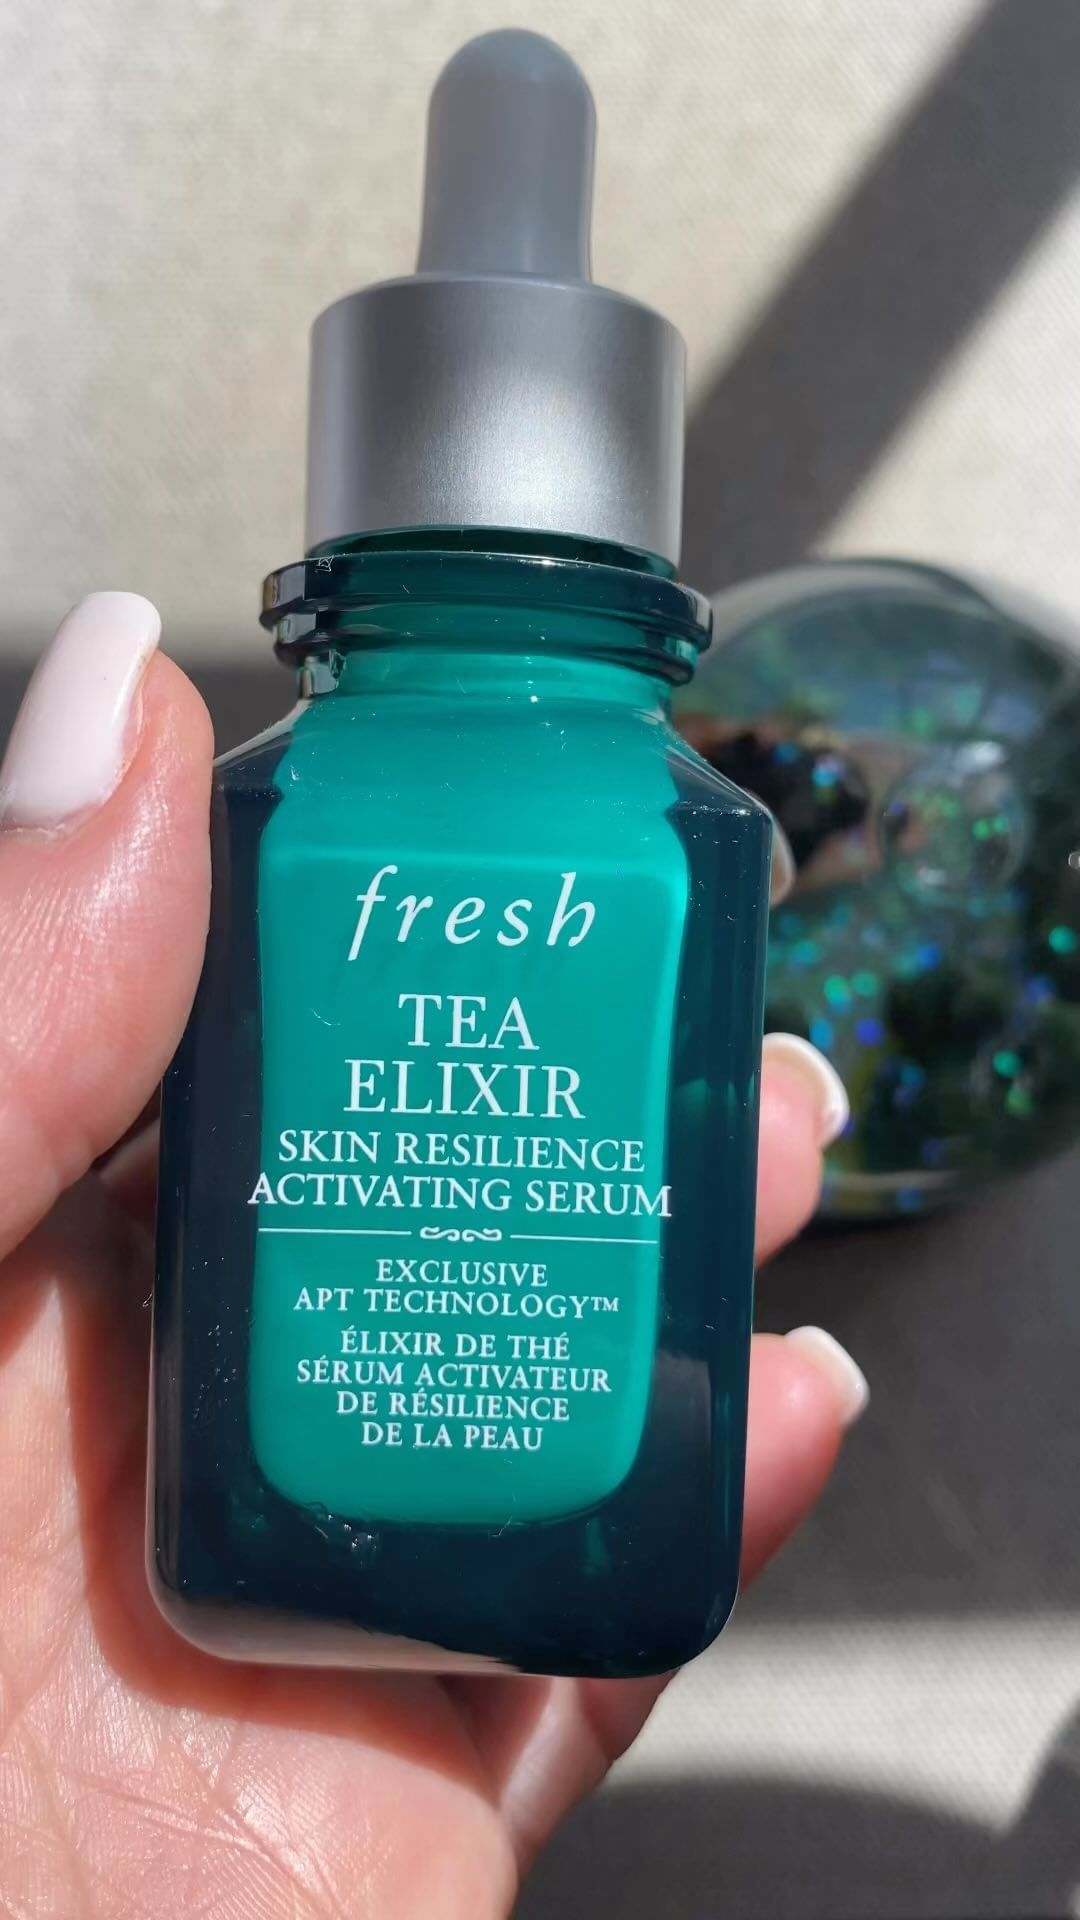 fresh
TEA
ELIXIR
SKIN RESILIENCE
ACTIVATING SERUM
EXCLUSIVE
APT TECHNOLOGY™
ÉLIXIR DE THÉ
SÉRUM ACTIVATEUR
DE RÉSILIENCE
DE LA PEAU